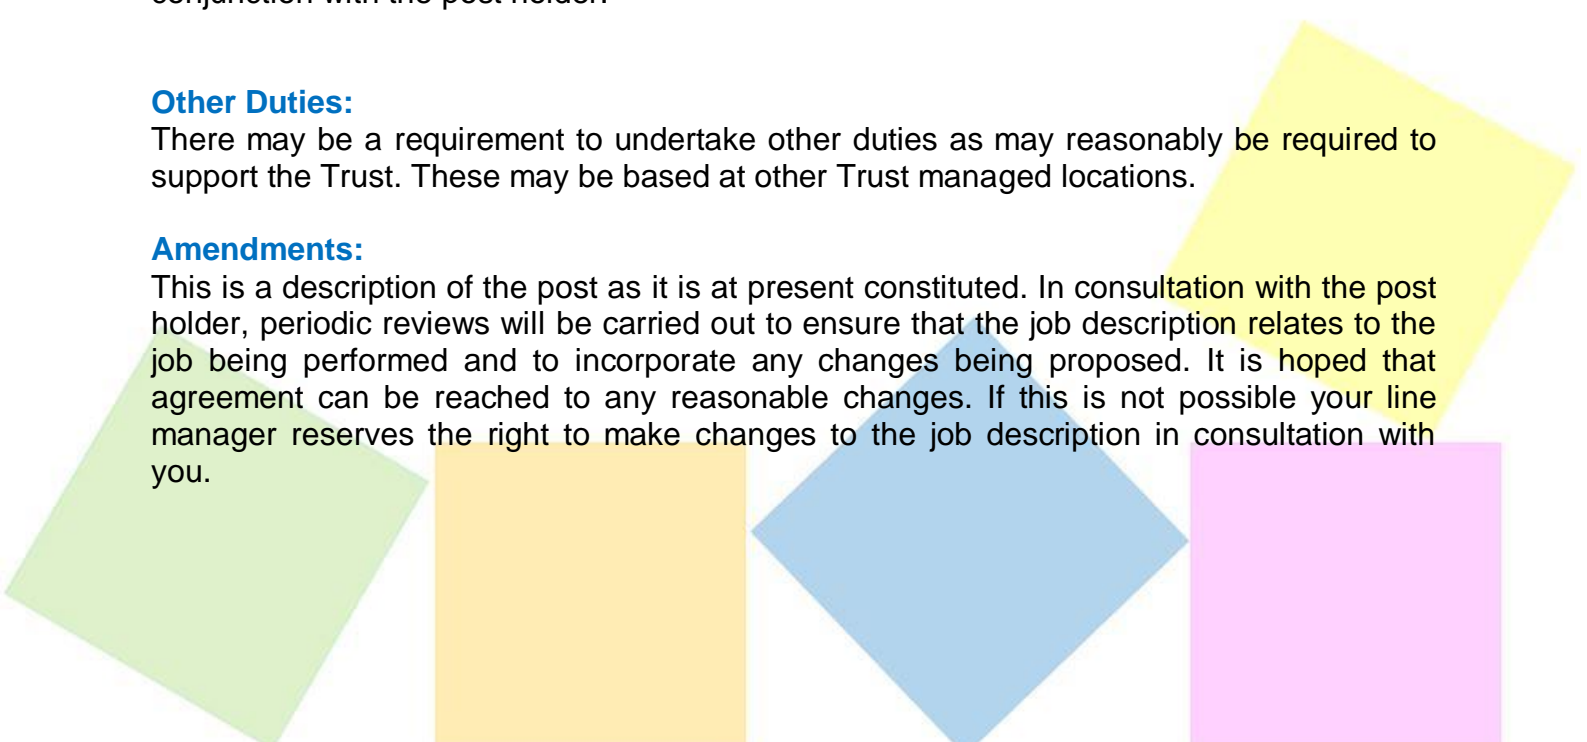 conjunction with the post holder.
Other Duties:
There may be a requirement to undertake other duties as may reasonably be required to
support the Trust. These may be based at other Trust managed locations.
Amendments:
This is a description of the post as it is at present constituted. In consultation with the post
holder, periodic reviews will be carried out to ensure that the job description relates to the
job being performed and to incorporate any changes being proposed. It is hoped that
agreement can be reached to any reasonable changes. If this is not possible your line
manager reserves the right to make changes to the job description in consultation with
you.